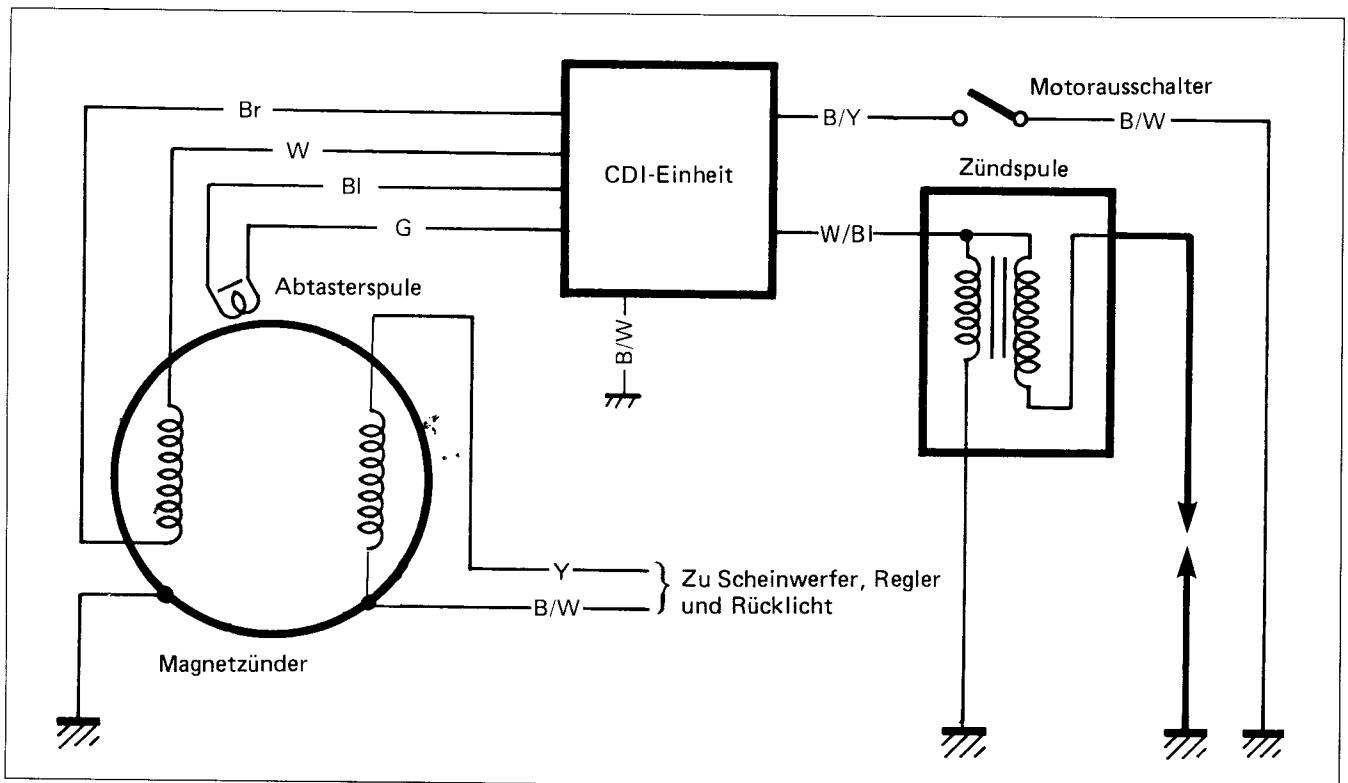 Br
W
Bl
G
Abtasterspule
CDI-Einheit
B/W
B/Y
Motorausschalter
B/W
Zündspule
W/Bl
Y
B/W
Zu Scheinwerfer, Regler
und Rücklicht
Magnetzünder